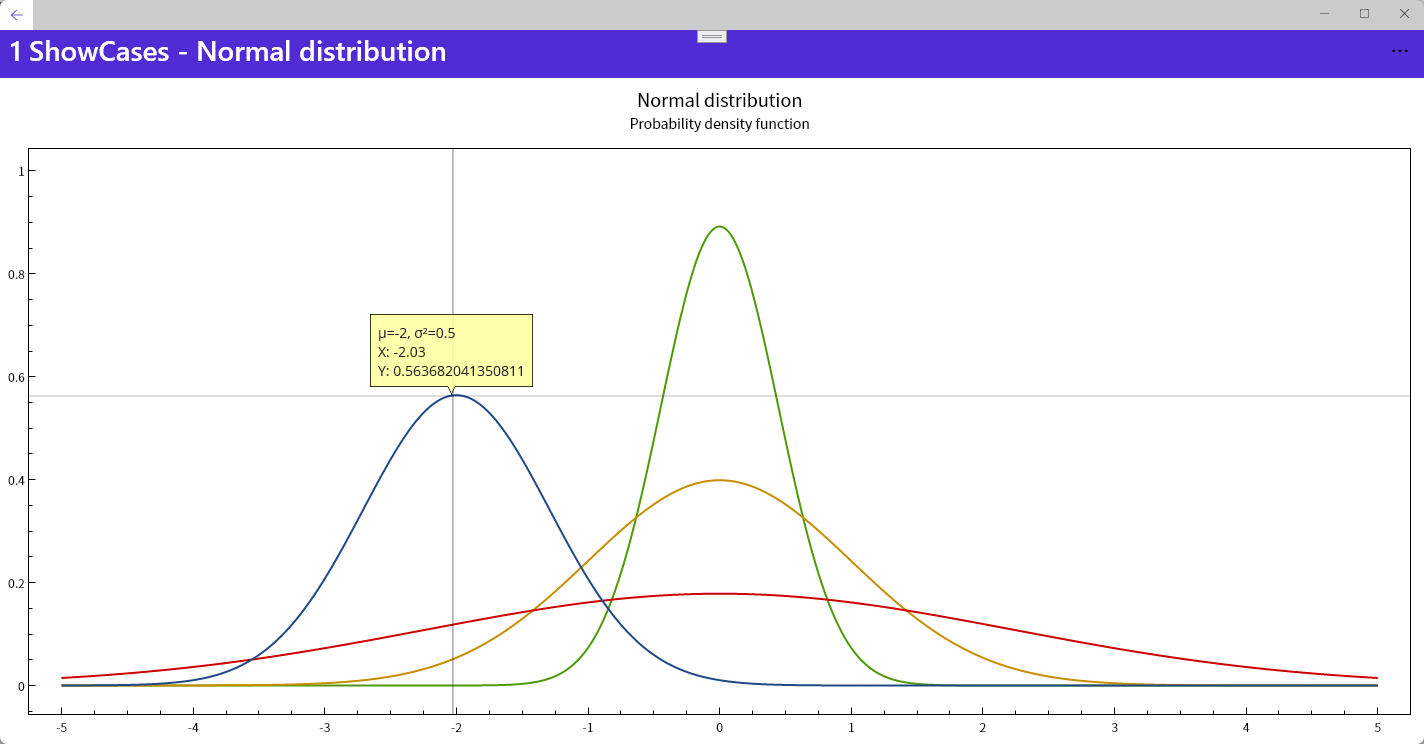 1 ShowCases - Normal distribution
...
Normal distribution
Probability density function
1
0.8
0.6
0.4
0.2
0
μ=-2, σ²=0.5
X: -2.03
Y: 0.563682041350811
-5 -4 -3 -2 -1 0 1 2 3 4 5